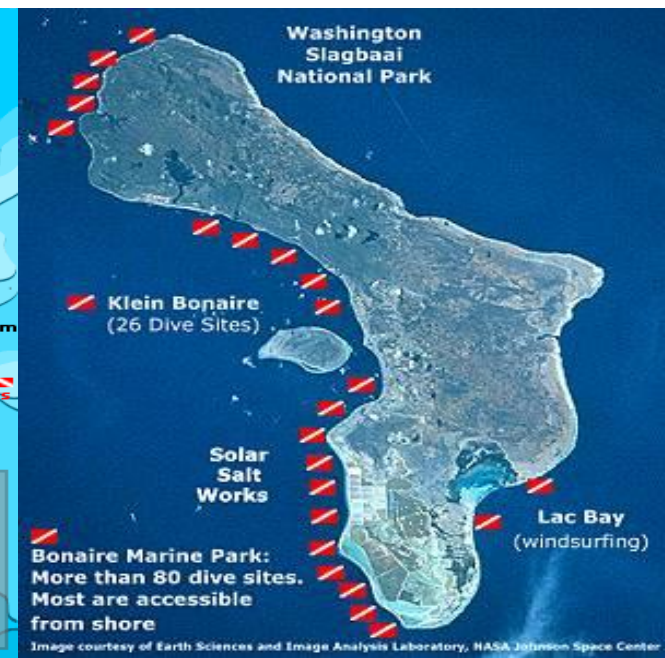 Washington
Slagbaai
National Park
Klein Bonaire
(26 Dive Sites)
m
s
Solar
Salt
Works
Lac Bay
(windsurfing)
Bonaire Marine Park:
More than 80 dive sites.
Most are accessible
from shore
Image courtesy of Earth Sciences and Image Analysis Laboratory, NASA Johnson Space Center